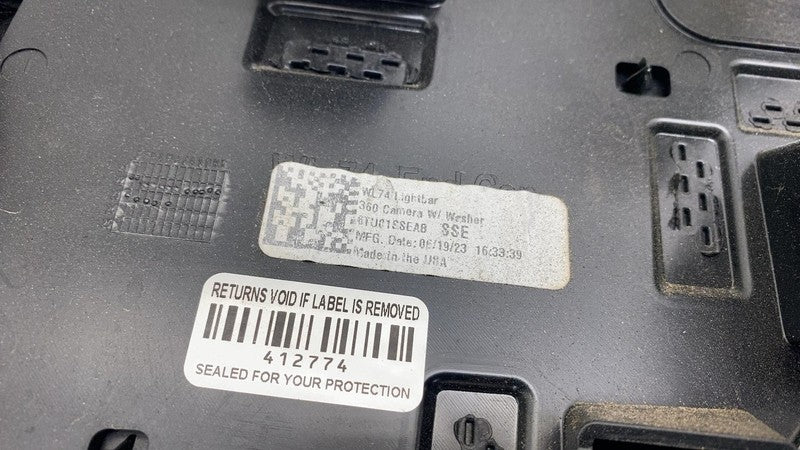 WL74 Lightbar
360 Camera W/ Washer
6TU01SSEAB SSE
MFG. Date: 06/19/23 16:33:39
Made in the USA
RETURNS VOID IF LABEL IS REMOVED
412774
SEALED FOR YOUR PROTECTION